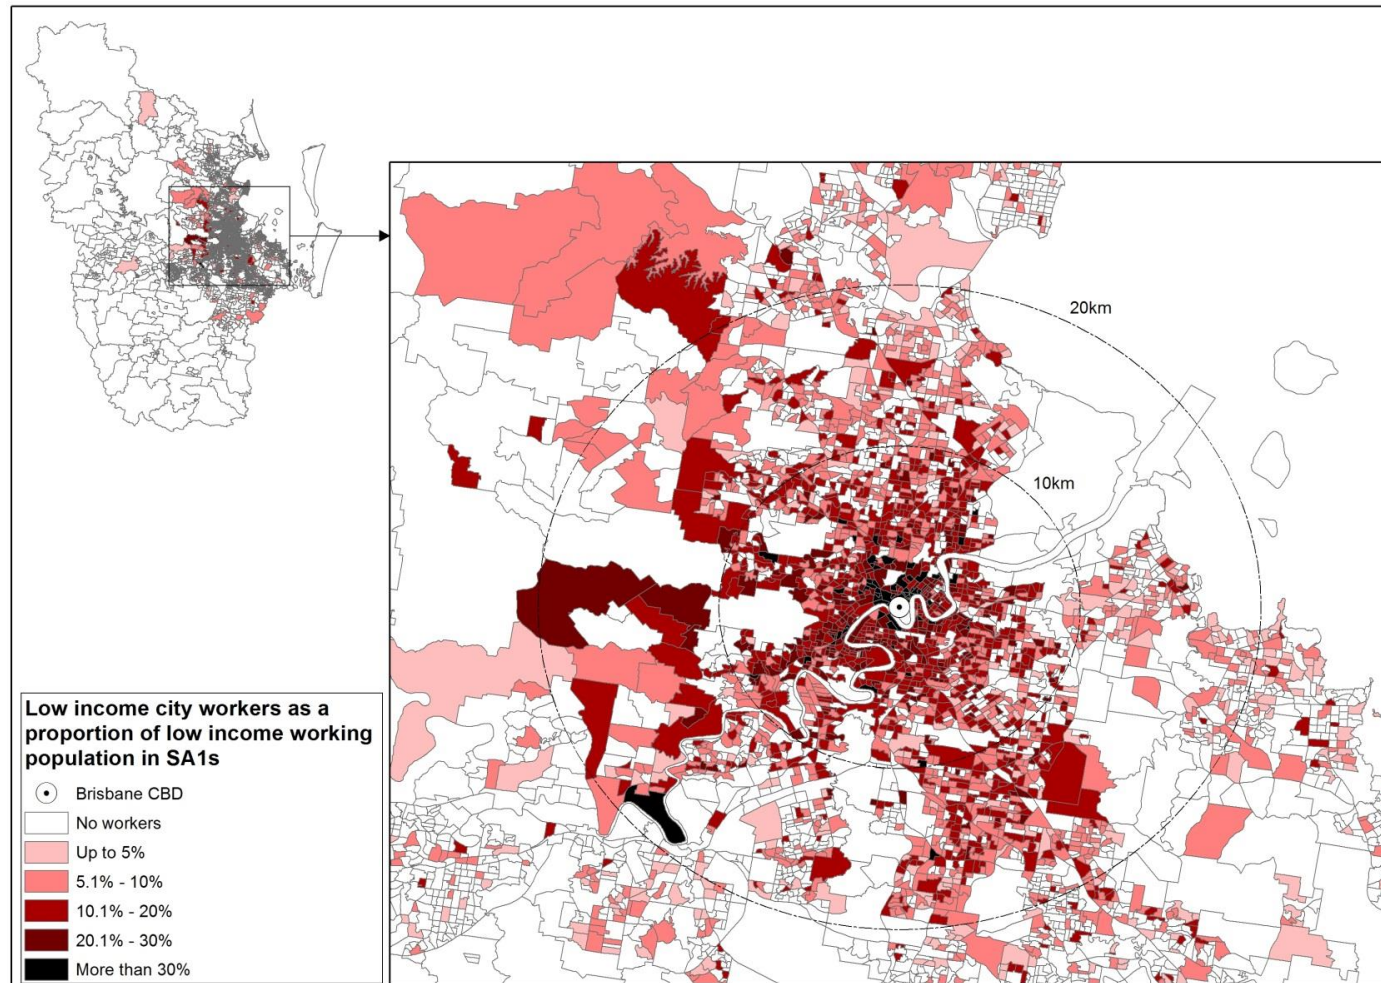 20km
10km
Low income city workers as a
proportion of low income working
population in SA1s
Brisbane CBD
No workers
Up to 5%
5.1% - 10%
10.1% - 20%
20.1% - 30%
More than 30%